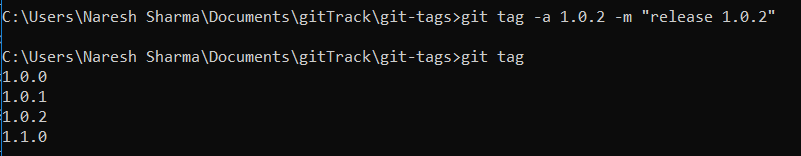 C:\Users\Naresh Sharma\Documents\gitTrack\git-tags>git tag -a 1.0.2 -m "release 1.0.2"
C:\Users\Naresh Sharma\Documents\gitTrack\git-tags>git tag
1.0.0
1.0.1
1.0.2
1.1.0